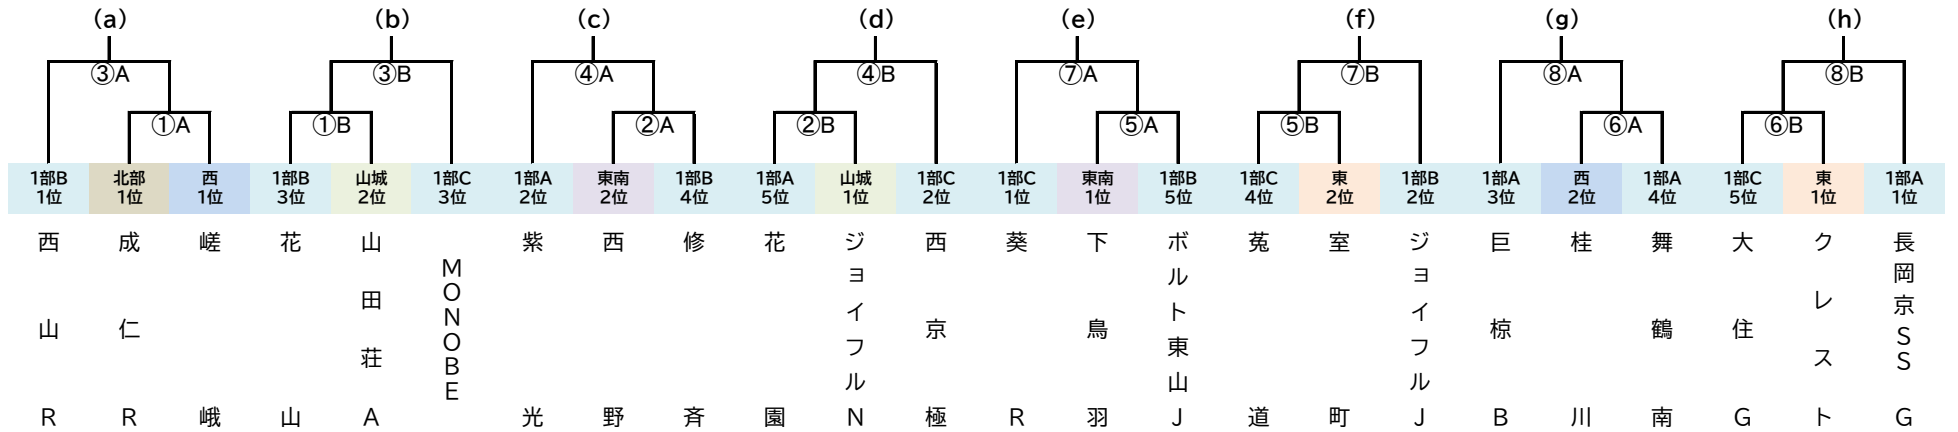 (a) (b) (c) (d) (e) (f) (g) (h)
③A ③B ④A ④B ⑦A ⑦B ⑧A ⑧B
①A ①B ②A ②B ⑤A ⑤B ⑥A ⑥B
1部B 北部 西 1部B 山城 1部C 1部A 東南 1部B 1部A 山城 1部C 1部C 東南 1部B 1部C 東 1部B 1部A 西 1部A 1部C 東 1部A
1位 1位 1位 3位 2位 3位 2位 2位 4位 5位 1位 2位 1位 1位 5位 4位 2位 2位 3位 2位 4位 5位 1位 1位
西山R
成仁R
嵯峨
花山
山田荘A
MONOBE
紫光
西野
修斉
花園
ジョイフルN
西京極
葵R
下鳥羽
ボルト東山J
菟道
室町
ジョイフルJ
巨椋B
桂川
舞鶴南
大住G
クレスト
長岡京SSG